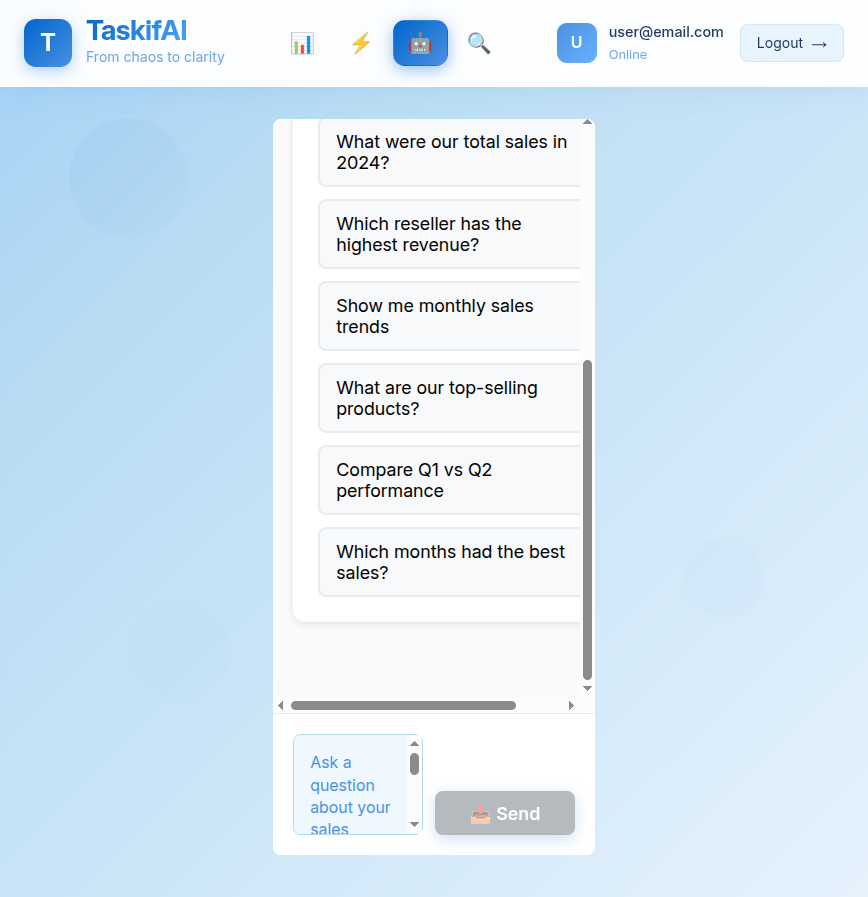 T
TaskifAI
From chaos to clarity
U
user@email.com
Online
Logout →
What were our total sales in
2024?
Which reseller has the
highest revenue?
Show me monthly sales
trends
What are our top-selling
products?
Compare Q1 vs Q2
performance
Which months had the best
sales?
Ask a
question
about your
sales
Send